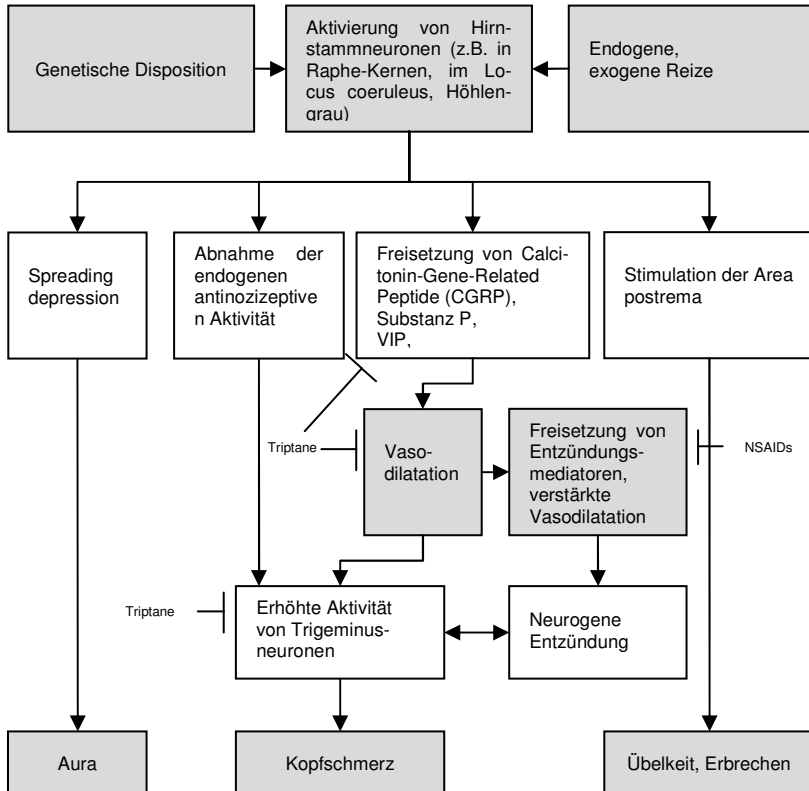 Genetische Disposition
Aktivierung von Hirn-
stammneuronen (z.B. in
Raphe-Kernen, im Lo-
cus coeruleus, Höhlen-
grau)
Endogene,
exogene Reize
Spreading
depression
Abnahme der
endogenen
antinozizeptive
n Aktivität
Freisetzung von Calci-
tonin-Gene-Related
Peptide (CGRP),
Substanz P,
VIP,
Stimulation der Area
postrema
Triptane
Vaso-
dilatation
Freisetzung von
Entzündungs-
mediatoren,
verstärkte
Vasodilatation
NSAIDs
Triptane
Erhöhte Aktivität
von Trigeminus-
neuronen
Neurogene
Entzündung
Aura
Kopfschmerz
Übelkeit, Erbrechen